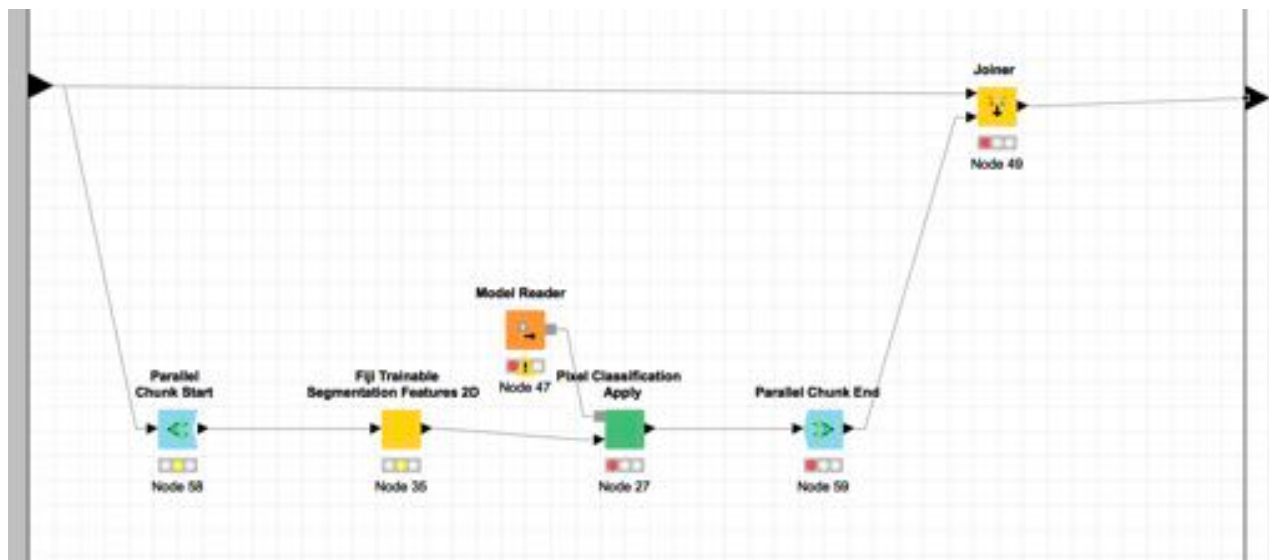 Joiner
Node 49
Model Reader
Node 47
Parallel
Chunk Start
Node 58
Fiji Trainable
Segmentation Features 2D
Node 35
Pixel Classification
Apply
Node 27
Parallel Chunk End
Node 59